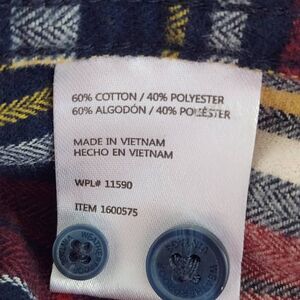 60% COTTON / 40% POLYESTER
60% ALGODÓN / 40% POLIÉSTER
MADE IN VIETNAM
HECHO EN VIETNAM
WPL# 11590
ITEM 1600575